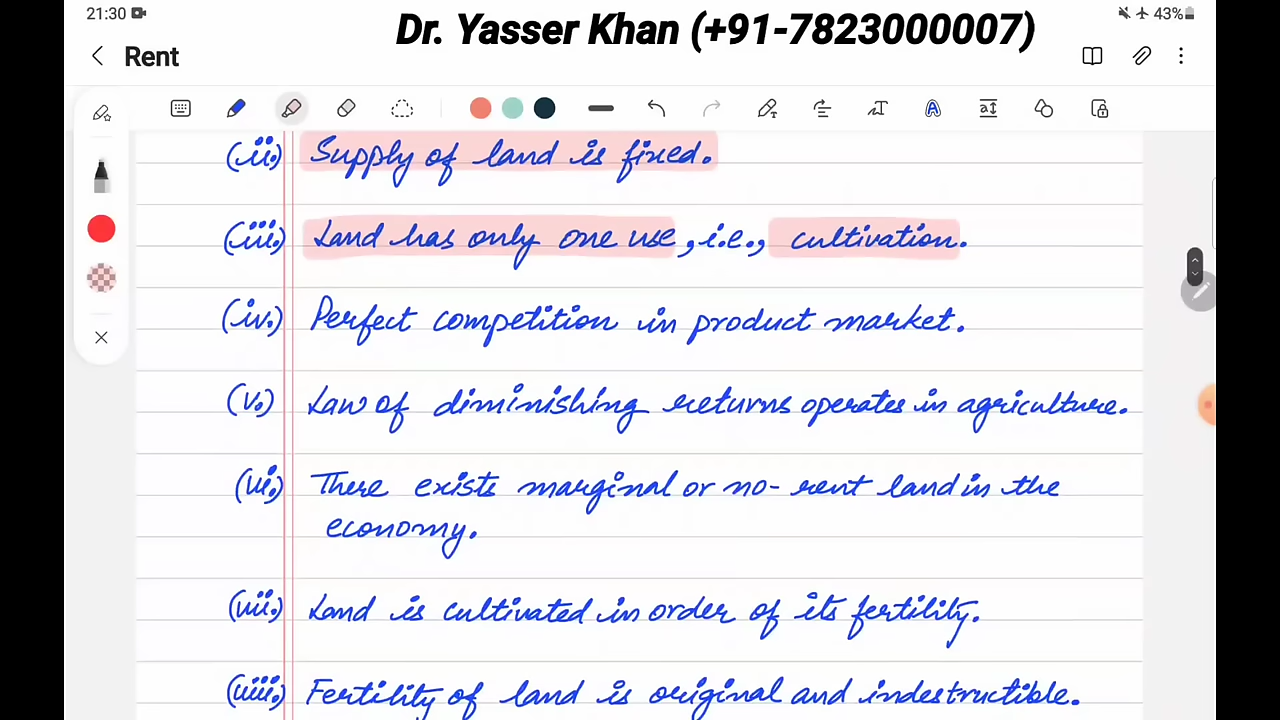 21:30
Dr. Yasser Khan (+91-7823000007)
43%
Rent
(ii.) Supply of land is fixed.
(iii.) Land has only one use, i.e., cultivation.
(iv.) Perfect competition in product market.
(v.) Law of diminishing returns operates in agriculture.
(vi.) There exists marginal or no-rent land in the
economy.
(vii.) Land is cultivated in order of its fertility.
(viii.) Fertility of land is original and indestructible.